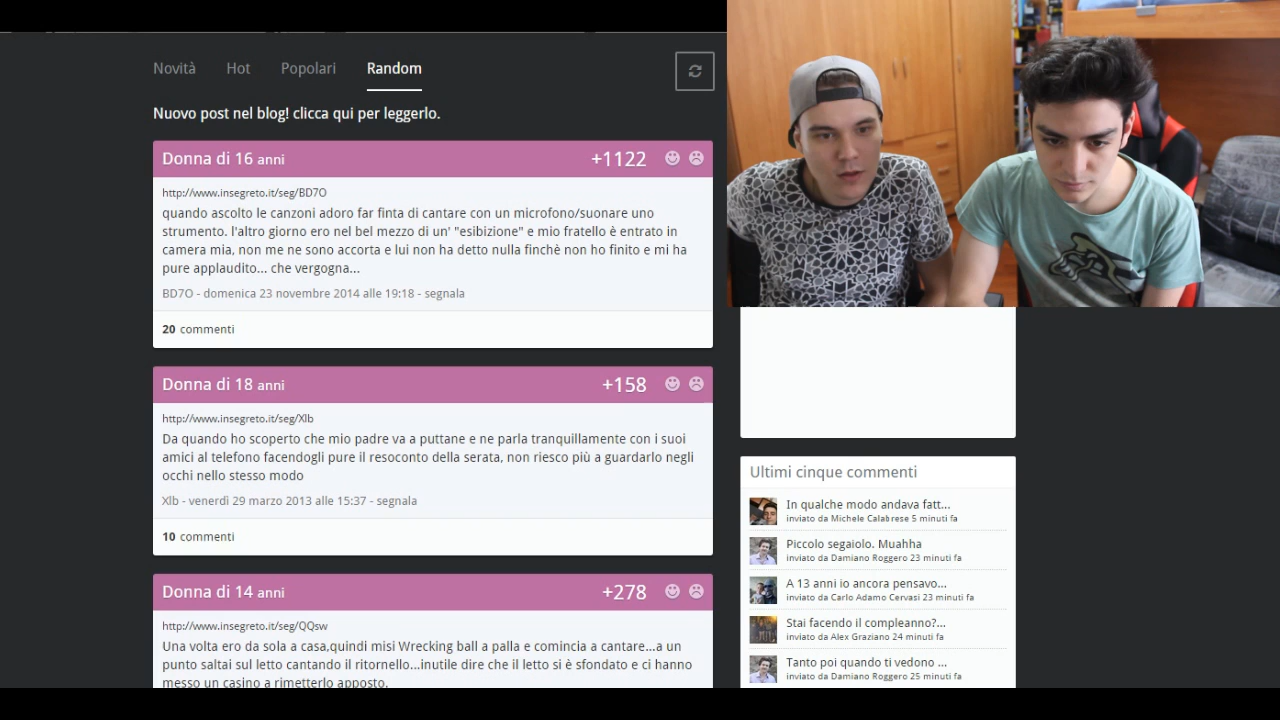 Novità Hot Popolari Random
Nuovo post nel blog! clicca qui per leggerlo.
Donna di 16 anni +1122
http://www.insegreto.it/seg/BD7O
quando ascolto le canzoni adoro far finta di cantare con un microfono/suonare uno
strumento. l'altro giorno ero nel bel mezzo di un' "esibizione" e mio fratello è entrato in
camera mia, non me ne sono accorta e lui non ha detto nulla finchè non ho finito e mi ha
pure applaudito... che vergogna...
BD7O - domenica 23 novembre 2014 alle 19:18 - segnala
20 commenti
Donna di 18 anni +158
http://www.insegreto.it/seg/Xlb
Da quando ho scoperto che mio padre va a puttane e ne parla tranquillamente con i suoi
amici al telefono facendogli pure il resoconto della serata, non riesco più a guardarlo negli
occhi nello stesso modo
Xlb - venerdì 29 marzo 2013 alle 15:37 - segnala
10 commenti
Donna di 14 anni +278
http://www.insegreto.it/seg/QQsw
Una volta ero da sola a casa,quindi misi Wrecking ball a palla e comincia a cantare...a un
punto saltai sul letto cantando il ritornello...inutile dire che il letto si è sfondato e ci hanno
messo un casino a rimetterlo apposto.
Ultimi cinque commenti
In qualche modo andava fatt...
inviato da Michele Calabrese 5 minuti fa
Piccolo segaiolo. Muahha
inviato da Damiano Roggero 23 minuti fa
A 13 anni io ancora pensavo...
inviato da Carlo Adamo Cervasi 23 minuti fa
Stai facendo il compleanno?...
inviato da Alex Graziano 24 minuti fa
Tanto poi quando ti vedono ...
inviato da Damiano Roggero 25 minuti fa